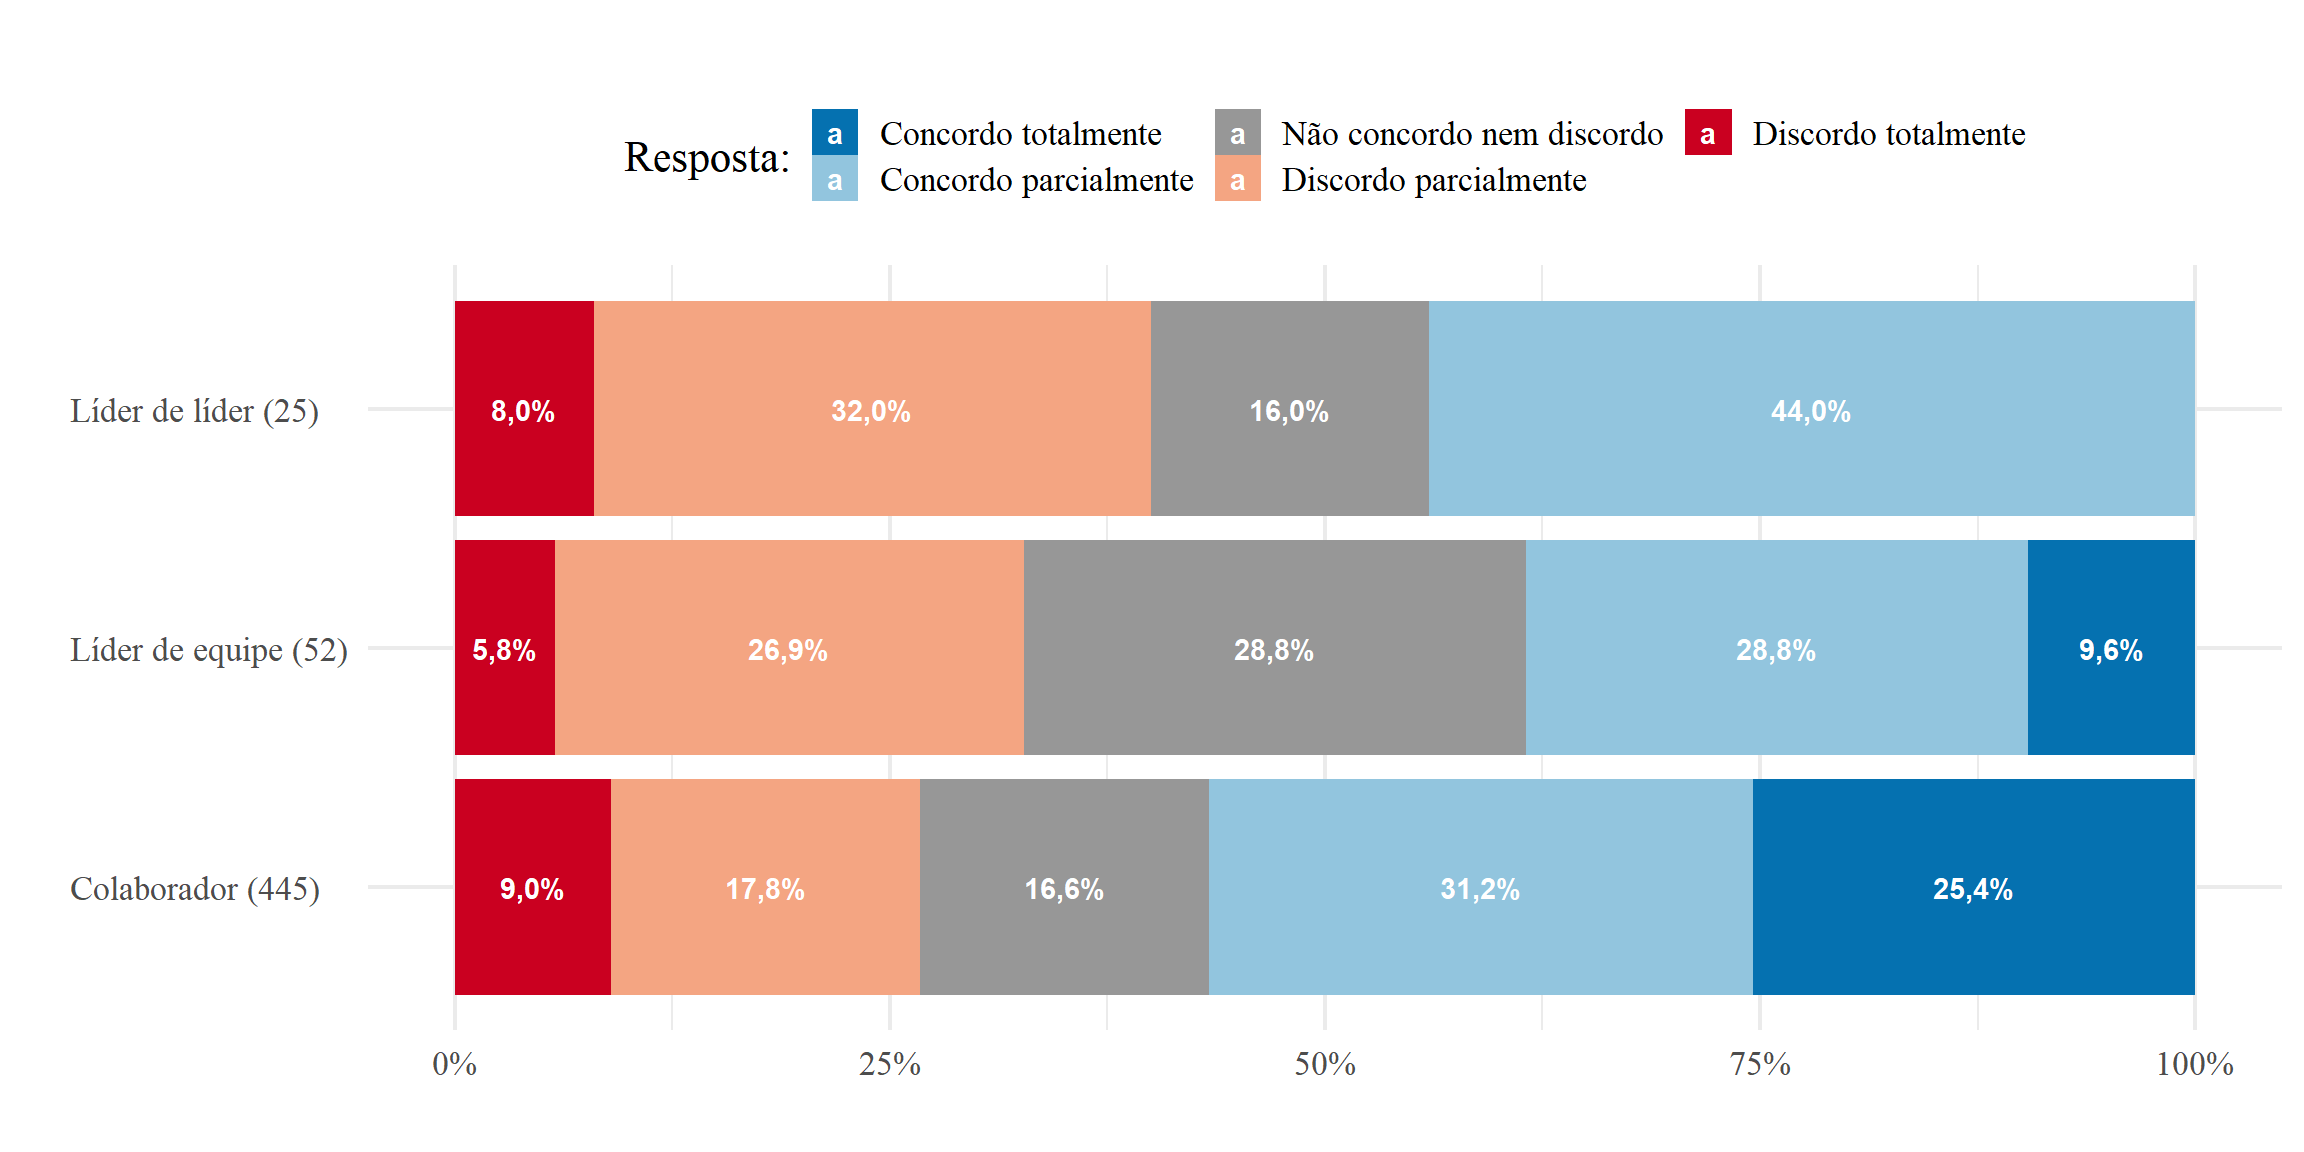 Resposta:
a Concordo totalmente
a Concordo parcialmente
a Não concordo nem discordo
a Discordo parcialmente
a Discordo totalmente
Líder de líder (25)
8,0% 32,0% 16,0% 44,0%
Líder de equipe (52)
5,8% 26,9% 28,8% 28,8% 9,6%
Colaborador (445)
9,0% 17,8% 16,6% 31,2% 25,4%
0% 25% 50% 75% 100%